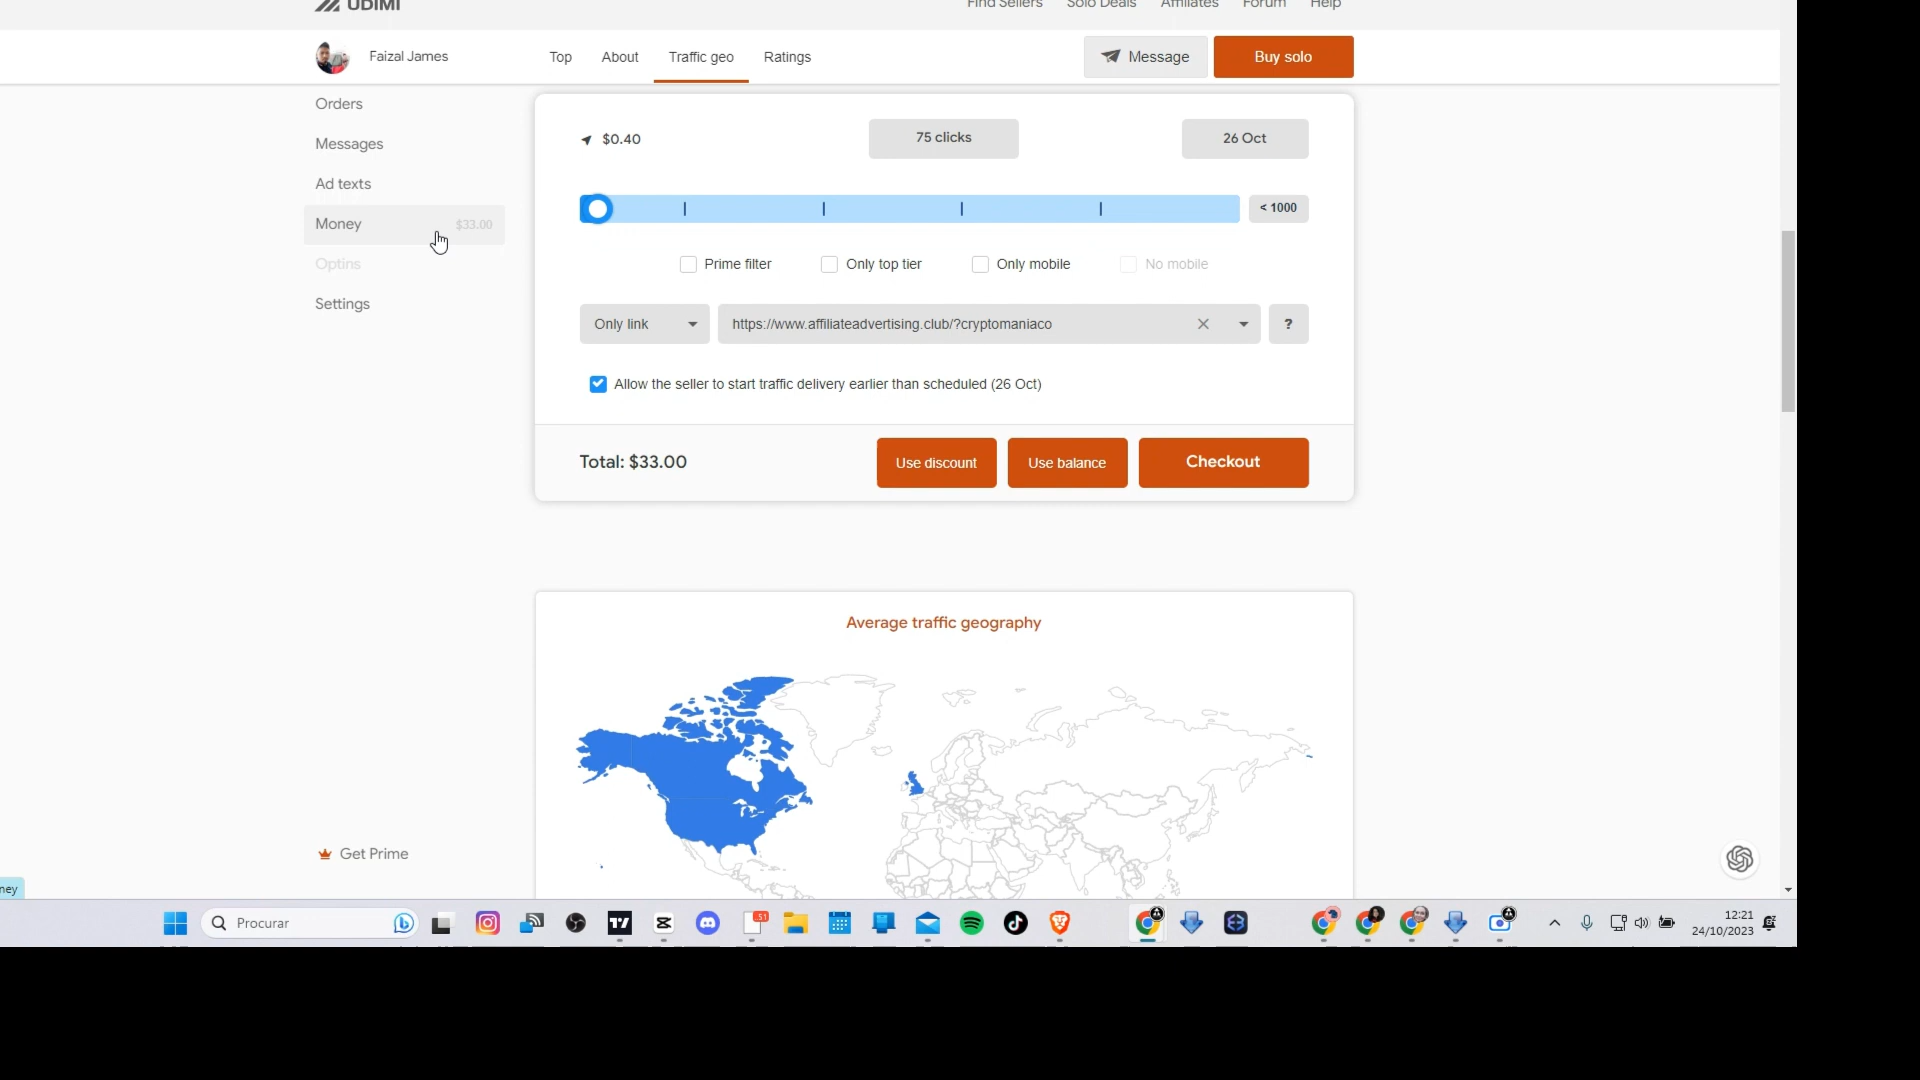 UDIMI
Find Sellers Solo Deals Affiliates Forum Help
Faizal James Top About Traffic geo Ratings Message Buy solo
Orders
Messages
Ad texts
Money $33.00
Optins
Settings
$0.40 75 clicks 26 Oct
< 1000
Prime filter Only top tier Only mobile No mobile
Only link https://www.affiliateadvertising.club/?cryptomaniaco ?
Allow the seller to start traffic delivery earlier than scheduled (26 Oct)
Total: $33.00 Use discount Use balance Checkout
Average traffic geography
Get Prime
ney
Procurar 51 12:21
24/10/2023